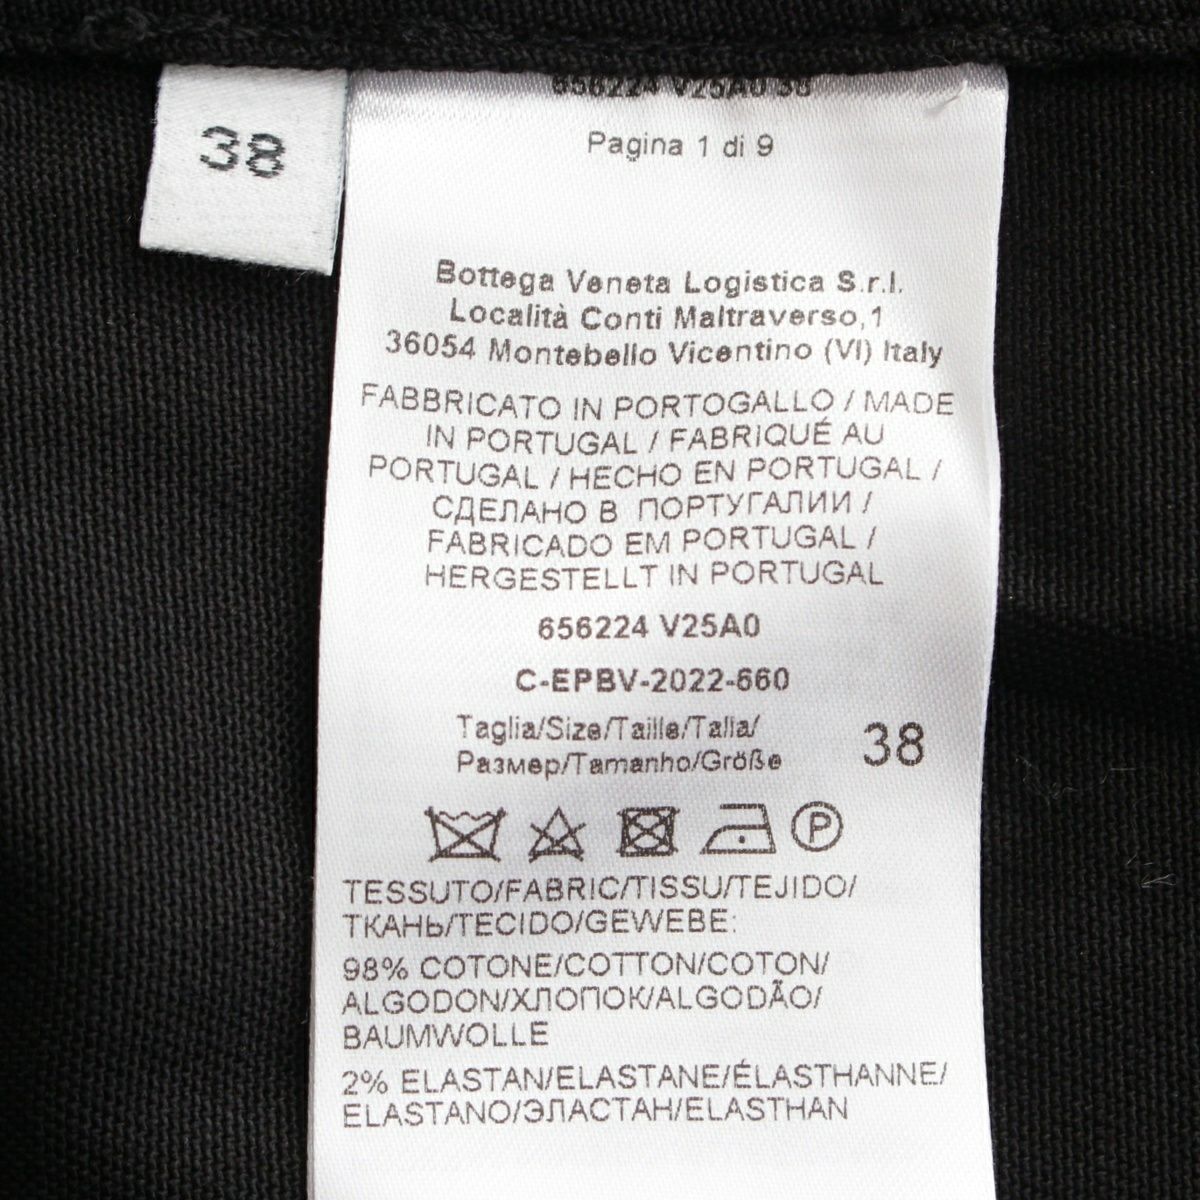 38
656224 V25A0 38
Pagina 1 di 9
Bottega Veneta Logistica S.r.l.
Località Conti Maltraverso,1
36054 Montebello Vicentino (VI) Italy
FABBRICATO IN PORTOGALLO / MADE
IN PORTUGAL / FABRIQUÉ AU
PORTUGAL / HECHO EN PORTUGAL /
СДЕЛАНО В ПОРТУГАЛИИ /
FABRICADO EM PORTUGAL /
HERGESTELLT IN PORTUGAL
656224 V25A0
C-EPBV-2022-660
Taglia/Size/Taille/Talla/
Размер/Tamanho/Größe 38
P
TESSUTO/FABRIC/TISSU/TEJIDO/
ТКАНЬ/TECIDO/GEWEBE:
98% COTONE/COTTON/COTON/
ALGODON/ХЛОПОК/ALGODÃO/
BAUMWOLLE
2% ELASTAN/ELASTANE/ÉLASTHANNE/
ELASTANO/ЭЛАСТАН/ELASTHAN